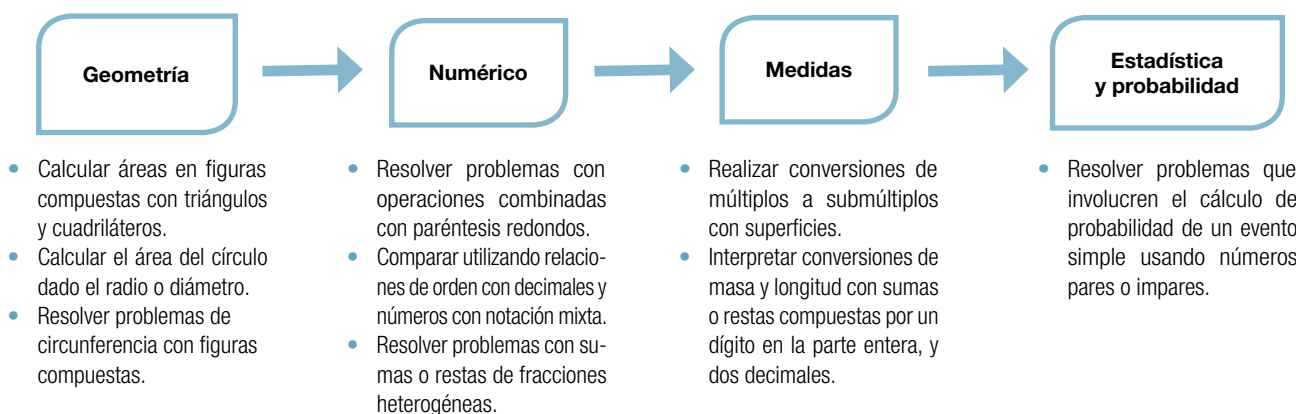 Geometría
• Calcular áreas en figuras
compuestas con triángulos
y cuadriláteros.
• Calcular el área del círculo
dado el radio o diámetro.
• Resolver problemas de
circunferencia con figuras
compuestas.
Numérico
• Resolver problemas con
operaciones combinadas
con paréntesis redondos.
• Comparar utilizando relacio-
nes de orden con decimales y
números con notación mixta.
• Resolver problemas con su-
mas o restas de fracciones
heterogéneas.
Medidas
• Realizar conversiones de
múltiplos a submúltiplos
con superficies.
• Interpretar conversiones de
masa y longitud con sumas
o restas compuestas por un
dígito en la parte entera, y
dos decimales.
Estadística
y probabilidad
• Resolver problemas que
involucren el cálculo de
probabilidad de un evento
simple usando números
pares o impares.